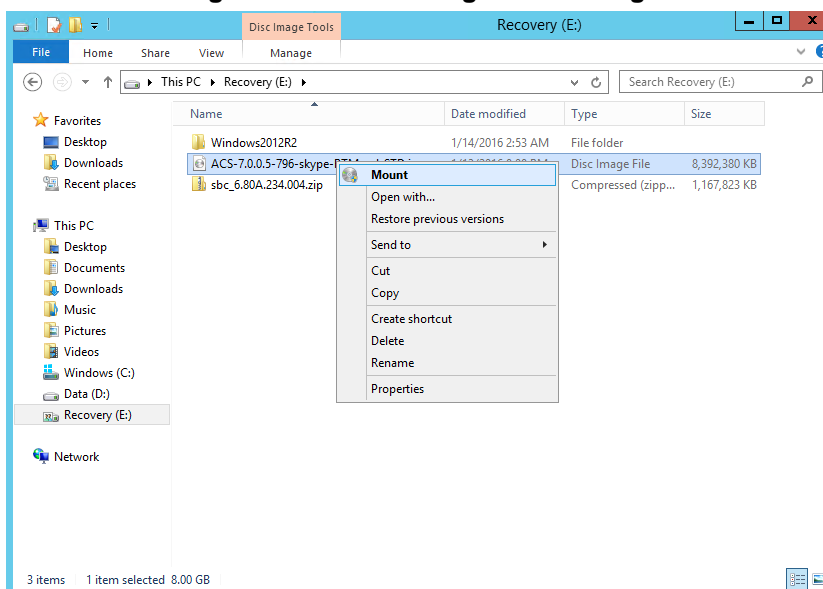 Disc Image Tools Recovery (E:)
File Home Share View Manage
This PC Recovery (E:) Search Recovery (E:)
Favorites
Desktop
Downloads
Recent places
This PC
Desktop
Documents
Downloads
Music
Pictures
Videos
Windows (C:)
Data (D:)
Recovery (E:)
Network
Name Date modified Type Size
Windows2012R2 1/14/2016 2:53 AM File folder
Disc Image File 8,392,380 KB
sbc_6.80A.234.004.zip Compressed (zipp... 1,167,823 KB
Mount
Open with...
Restore previous versions
Send to
Cut
Copy
Create shortcut
Delete
Rename
Properties
3 items 1 item selected 8.00 GB